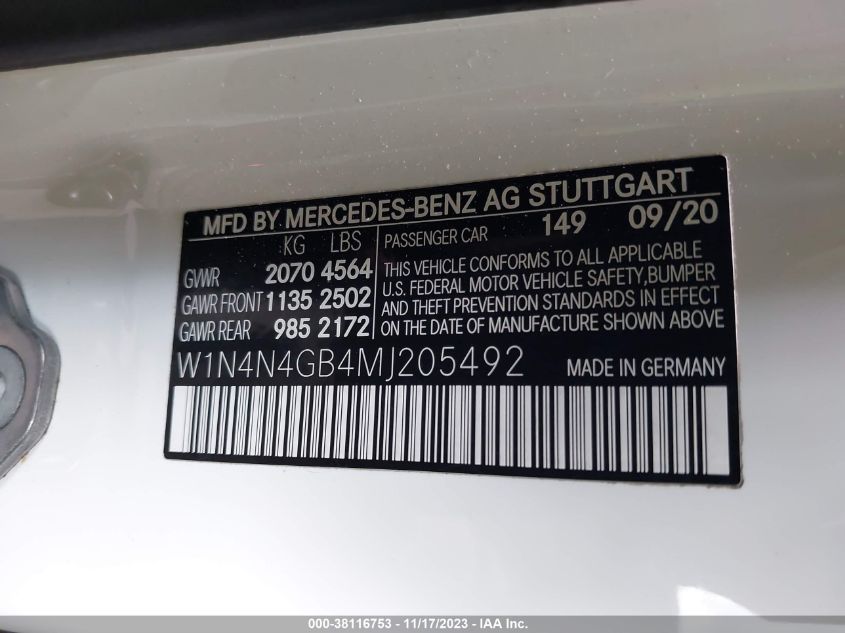 MFD BY MERCEDES-BENZ AG STUTTGART
KG LBS
GVWR 2070 4564
GAWR FRONT 1135 2502
GAWR REAR 985 2172
PASSENGER CAR 149 09/20
THIS VEHICLE CONFORMS TO ALL APPLICABLE
U.S. FEDERAL MOTOR VEHICLE SAFETY, BUMPER
AND THEFT PREVENTION STANDARDS IN EFFECT
ON THE DATE OF MANUFACTURE SHOWN ABOVE
W1N4N4GB4MJ205492 MADE IN GERMANY
000-38116753 - 11/17/2023 - IAA Inc.